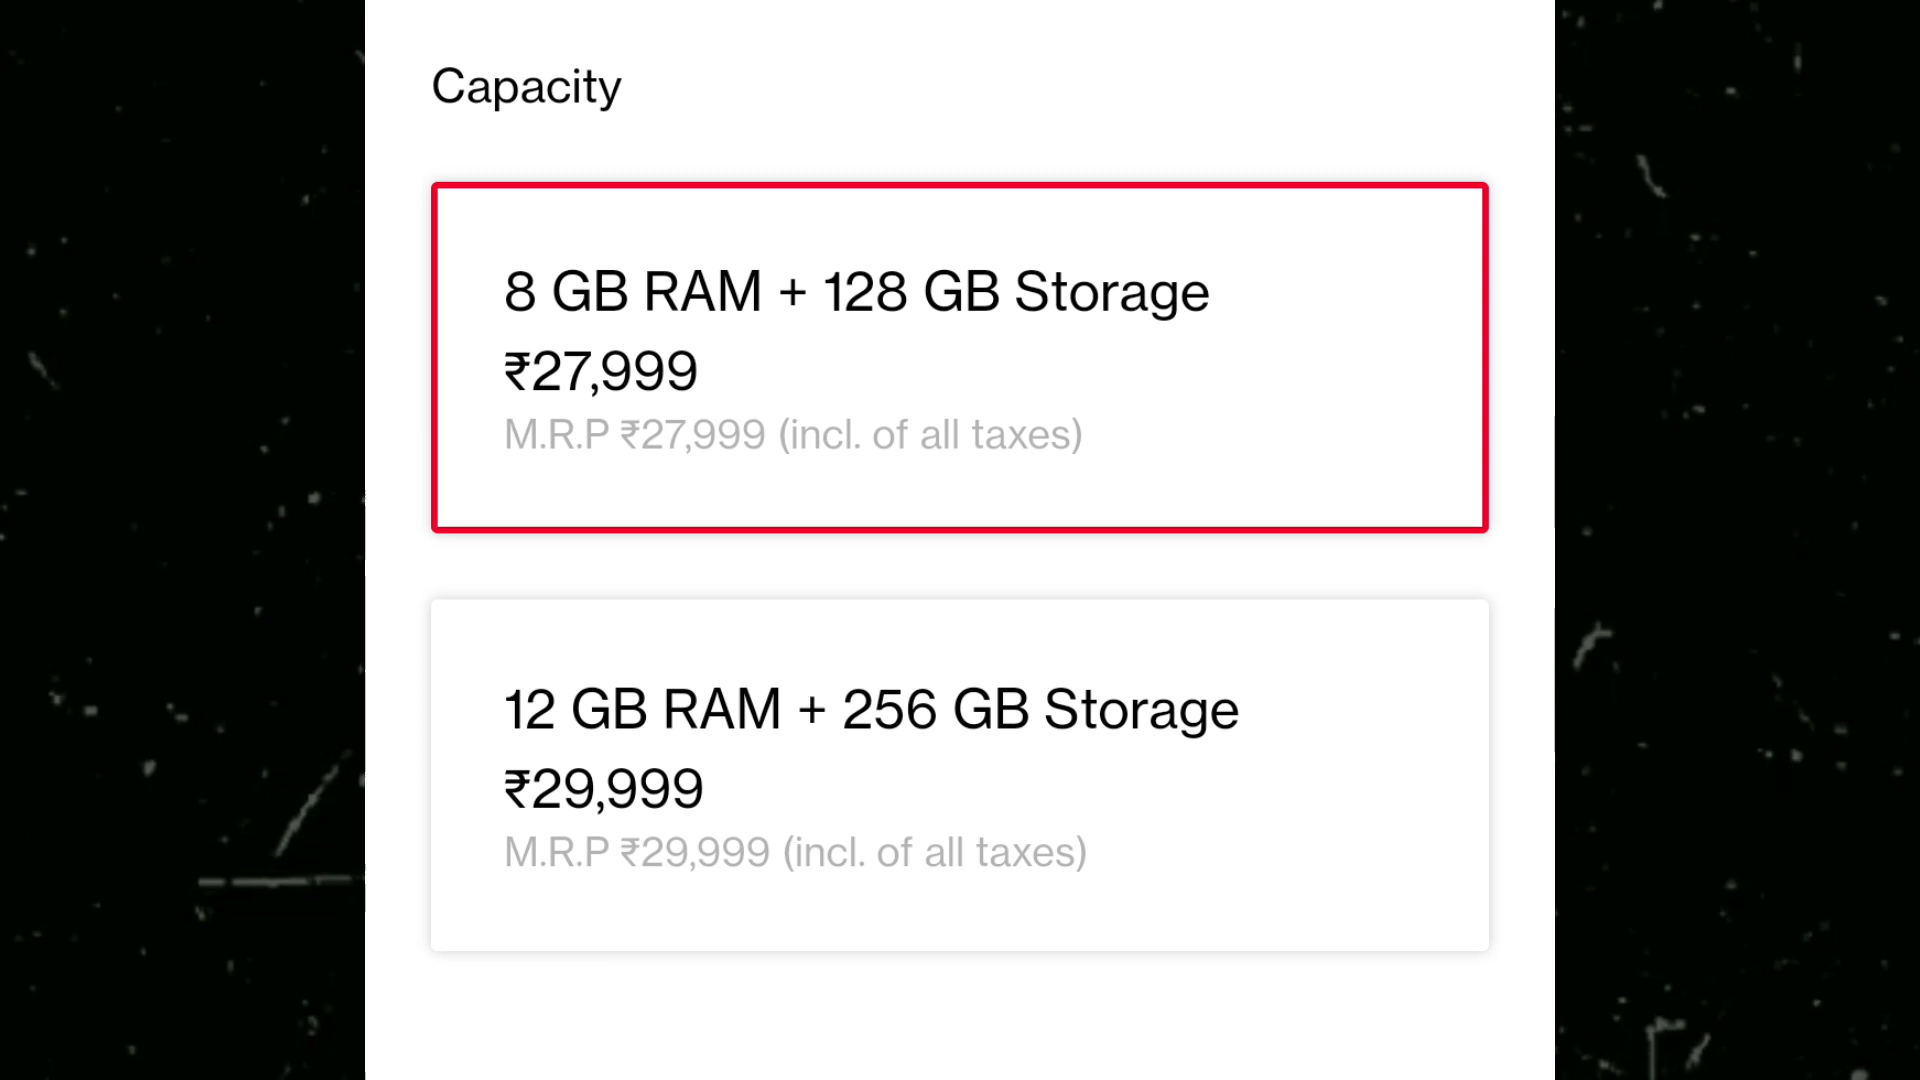 Capacity
8 GB RAM + 128 GB Storage
₹27,999
M.R.P ₹27,999 (incl. of all taxes)
12 GB RAM + 256 GB Storage
₹29,999
M.R.P ₹29,999 (incl. of all taxes)